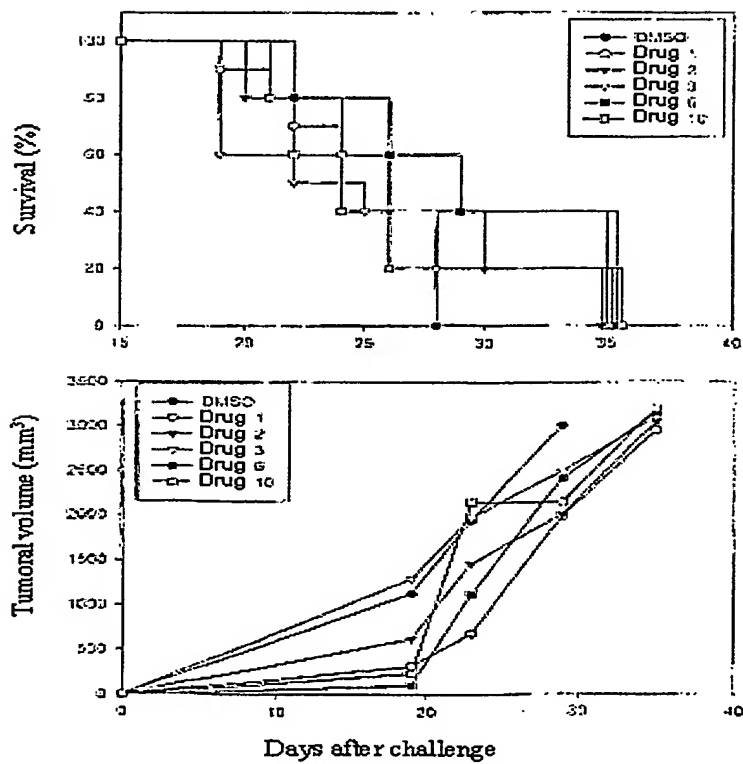 Survival (%)
100
80
60
40
20
0
15 20 25 30 35 40
DMSO
Drug 1
Drug 2
Drug 3
Drug 6
Drug 10
Tumoral volume (mm³)
3500
3000
2500
2000
1500
1000
500
0
0 10 20 30 40
DMSO
Drug 1
Drug 2
Drug 3
Drug 6
Drug 10
Days after challenge